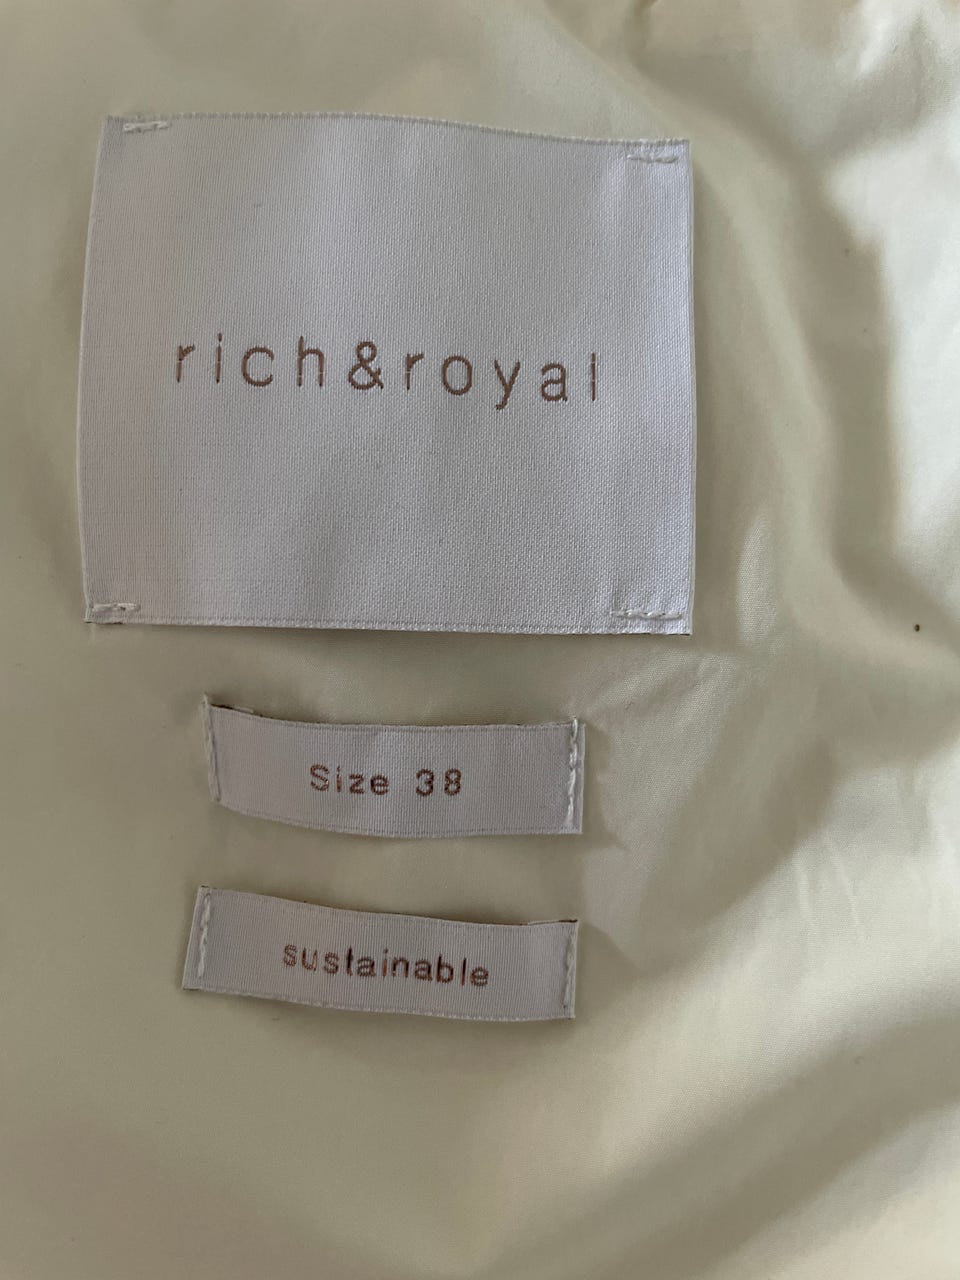 rich&royal
Size 38
sustainable